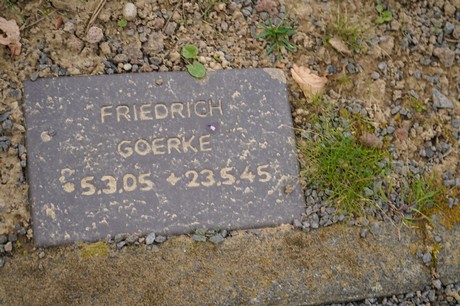 FRIEDRICH
GOERKE
* 5.3.05 + 23.5.45